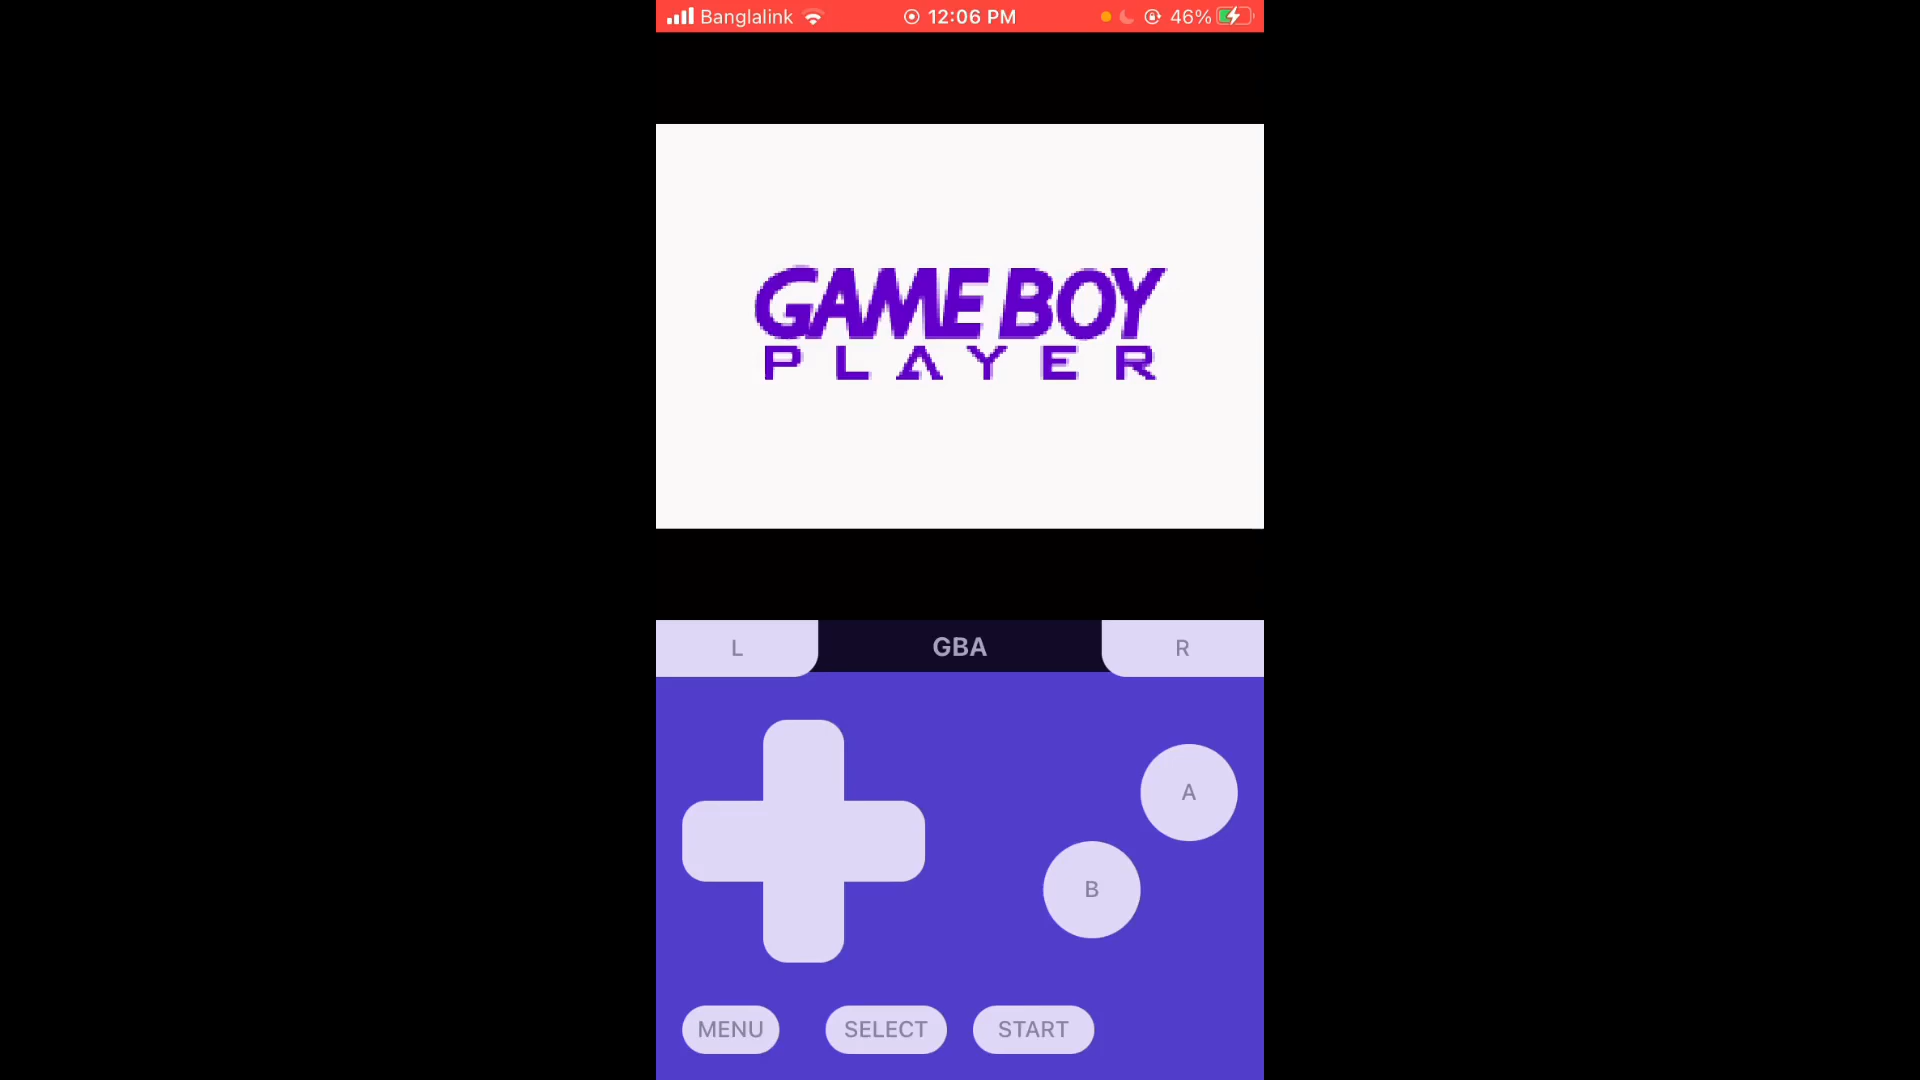 Banglalink 12:06 PM 46%
GAME BOY
PLAYER
L GBA R
A
B
MENU SELECT START